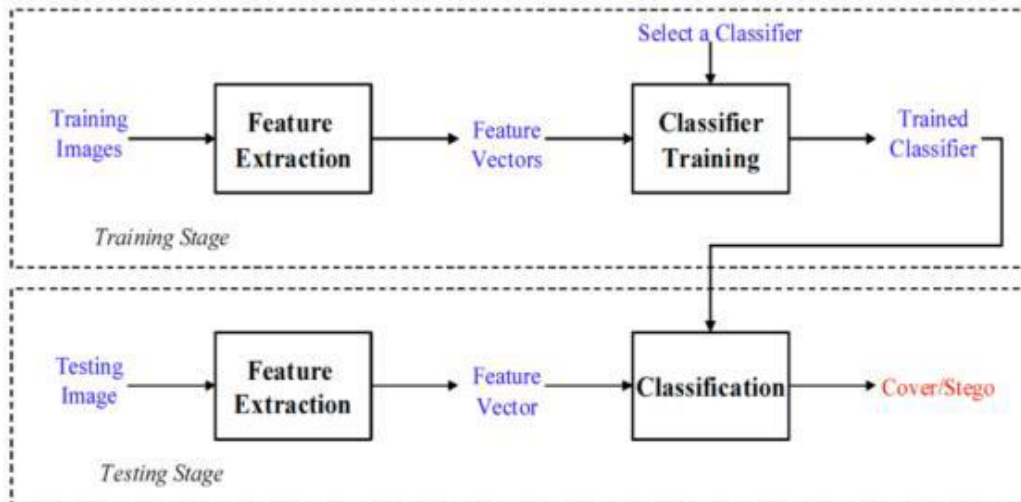 Select a Classifier
Training
Images
Feature
Extraction
Feature
Vectors
Classifier
Training
Trained
Classifier
Training Stage
Testing
Image
Feature
Extraction
Feature
Vector
Classification
Cover/Stego
Testing Stage